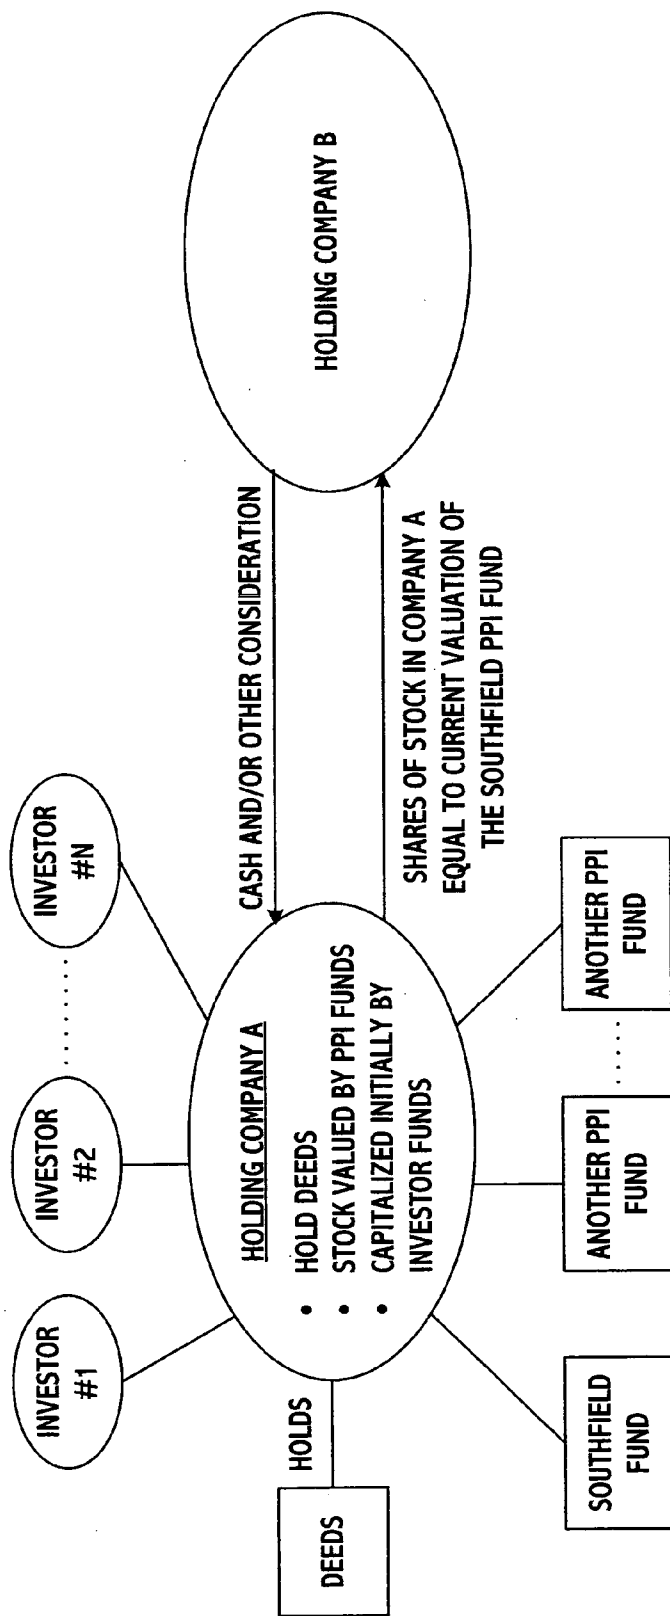 INVESTOR
#1
INVESTOR
#2
. . . . . . . .
INVESTOR
#N
DEEDS
HOLDS
HOLDING COMPANY A
• HOLD DEEDS
• STOCK VALUED BY PPI FUNDS
• CAPITALIZED INITIALLY BY
INVESTOR FUNDS
CASH AND/OR OTHER CONSIDERATION
SHARES OF STOCK IN COMPANY A
EQUAL TO CURRENT VALUATION OF
THE SOUTHFIELD PPI FUND
HOLDING COMPANY B
SOUTHFIELD
FUND
ANOTHER PPI
FUND
. . . . .
ANOTHER PPI
FUND